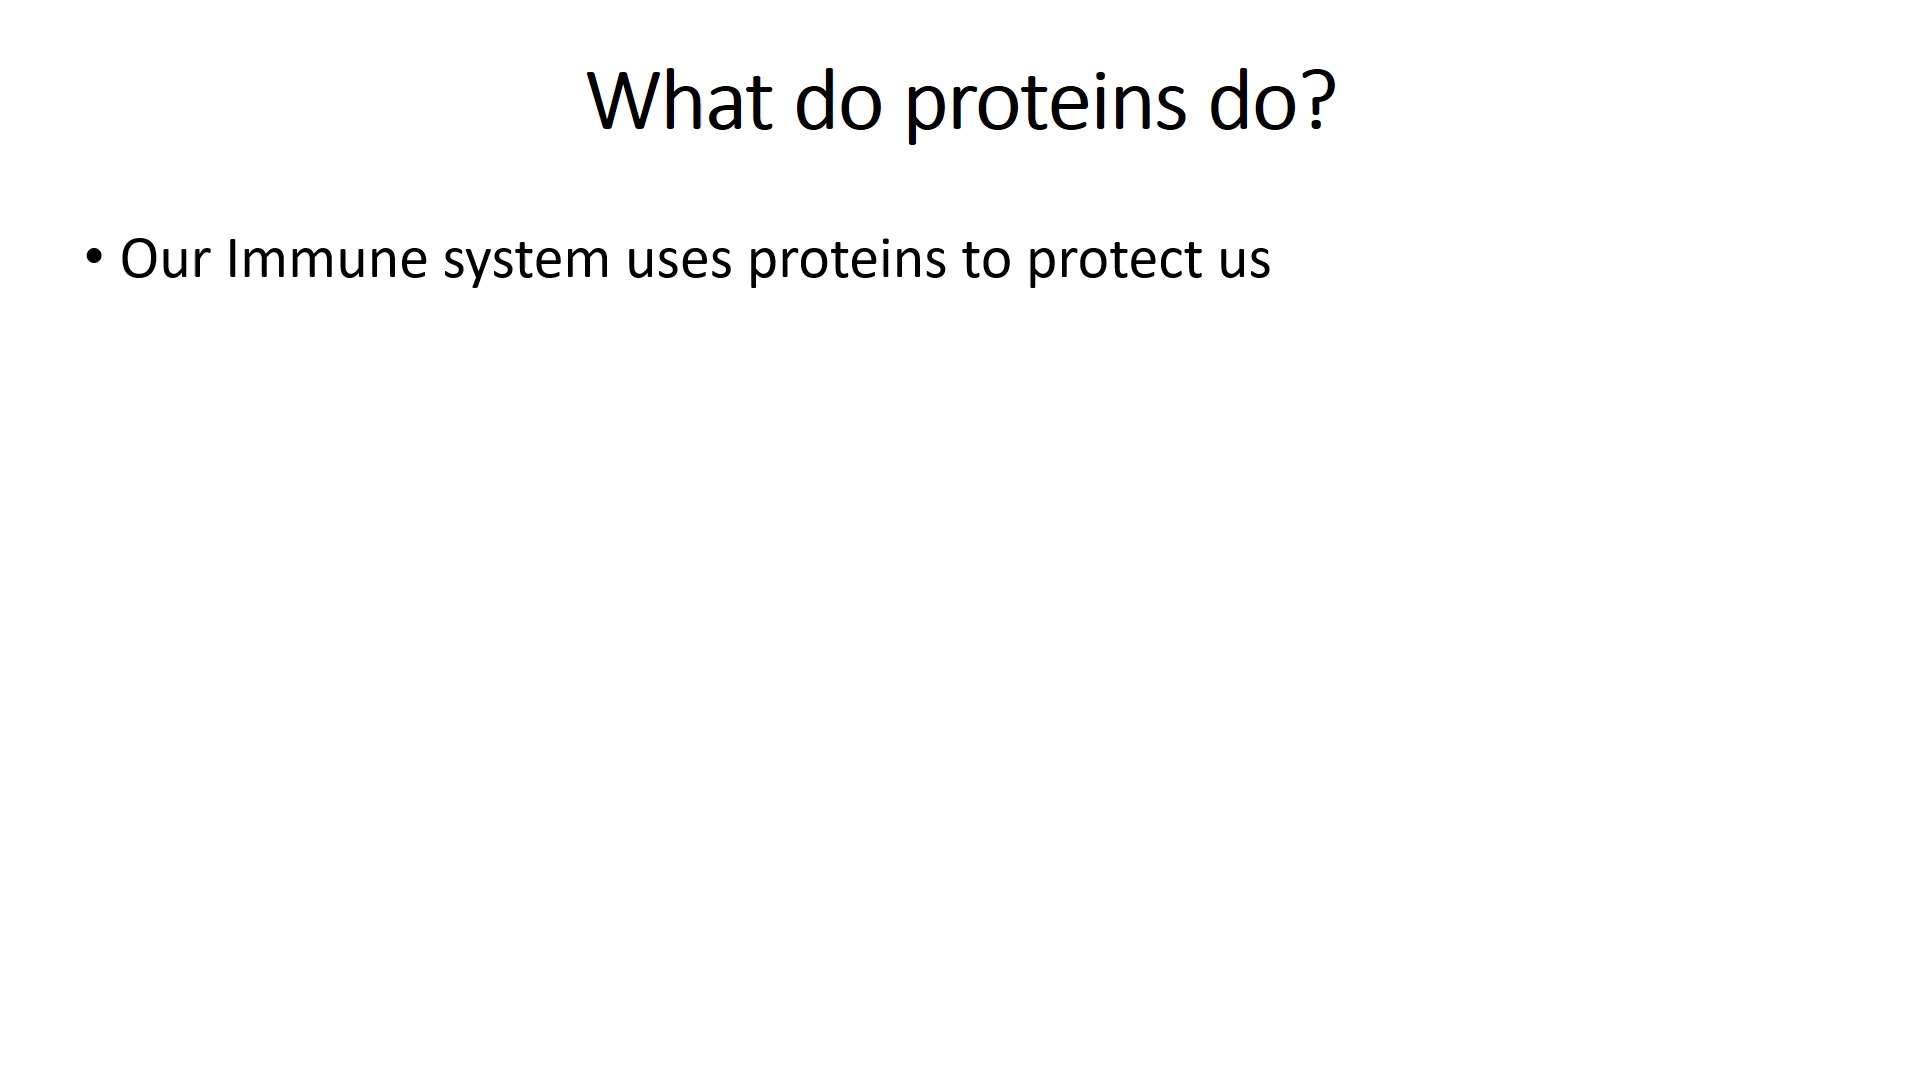 What do proteins do?
• Our Immune system uses proteins to protect us